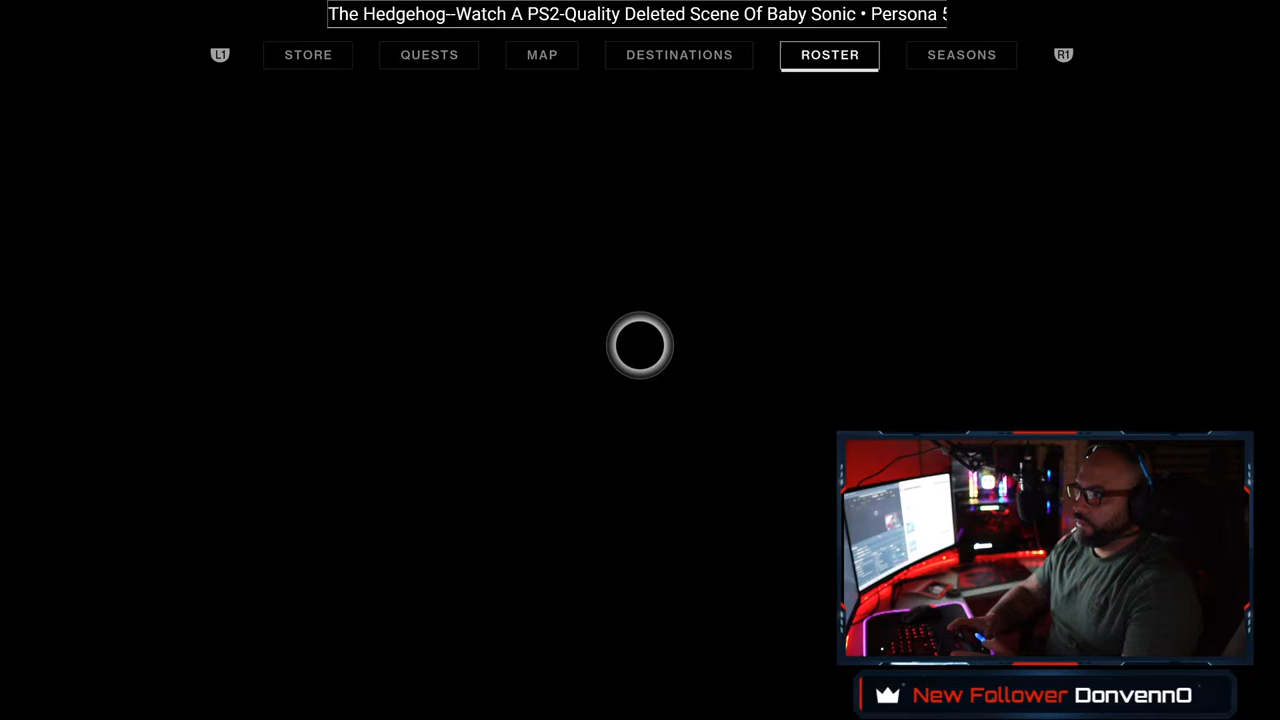 The Hedgehog--Watch A PS2-Quality Deleted Scene Of Baby Sonic • Persona 5
L1 STORE QUESTS MAP DESTINATIONS ROSTER SEASONS R1
New Follower DonvennO